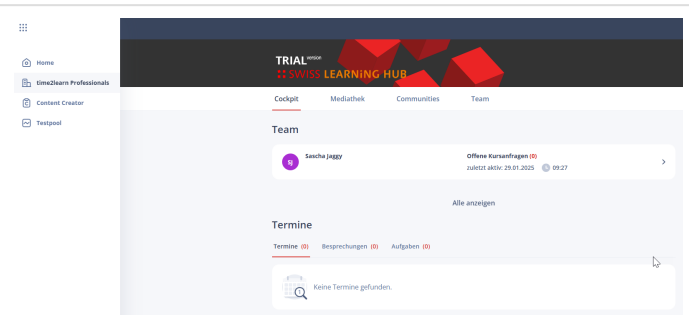 Home
time2learn Professionals
Content Creator
Testpool
TRIAL version
SWISS LEARNING HUB
Cockpit Mediathek Communities Team
Team
SJ Sascha Jaggy Offene Kursanfragen (0)
zuletzt aktiv: 29.01.2025 09:27
Alle anzeigen
Termine
Termine (0) Besprechungen (0) Aufgaben (0)
Keine Termine gefunden.